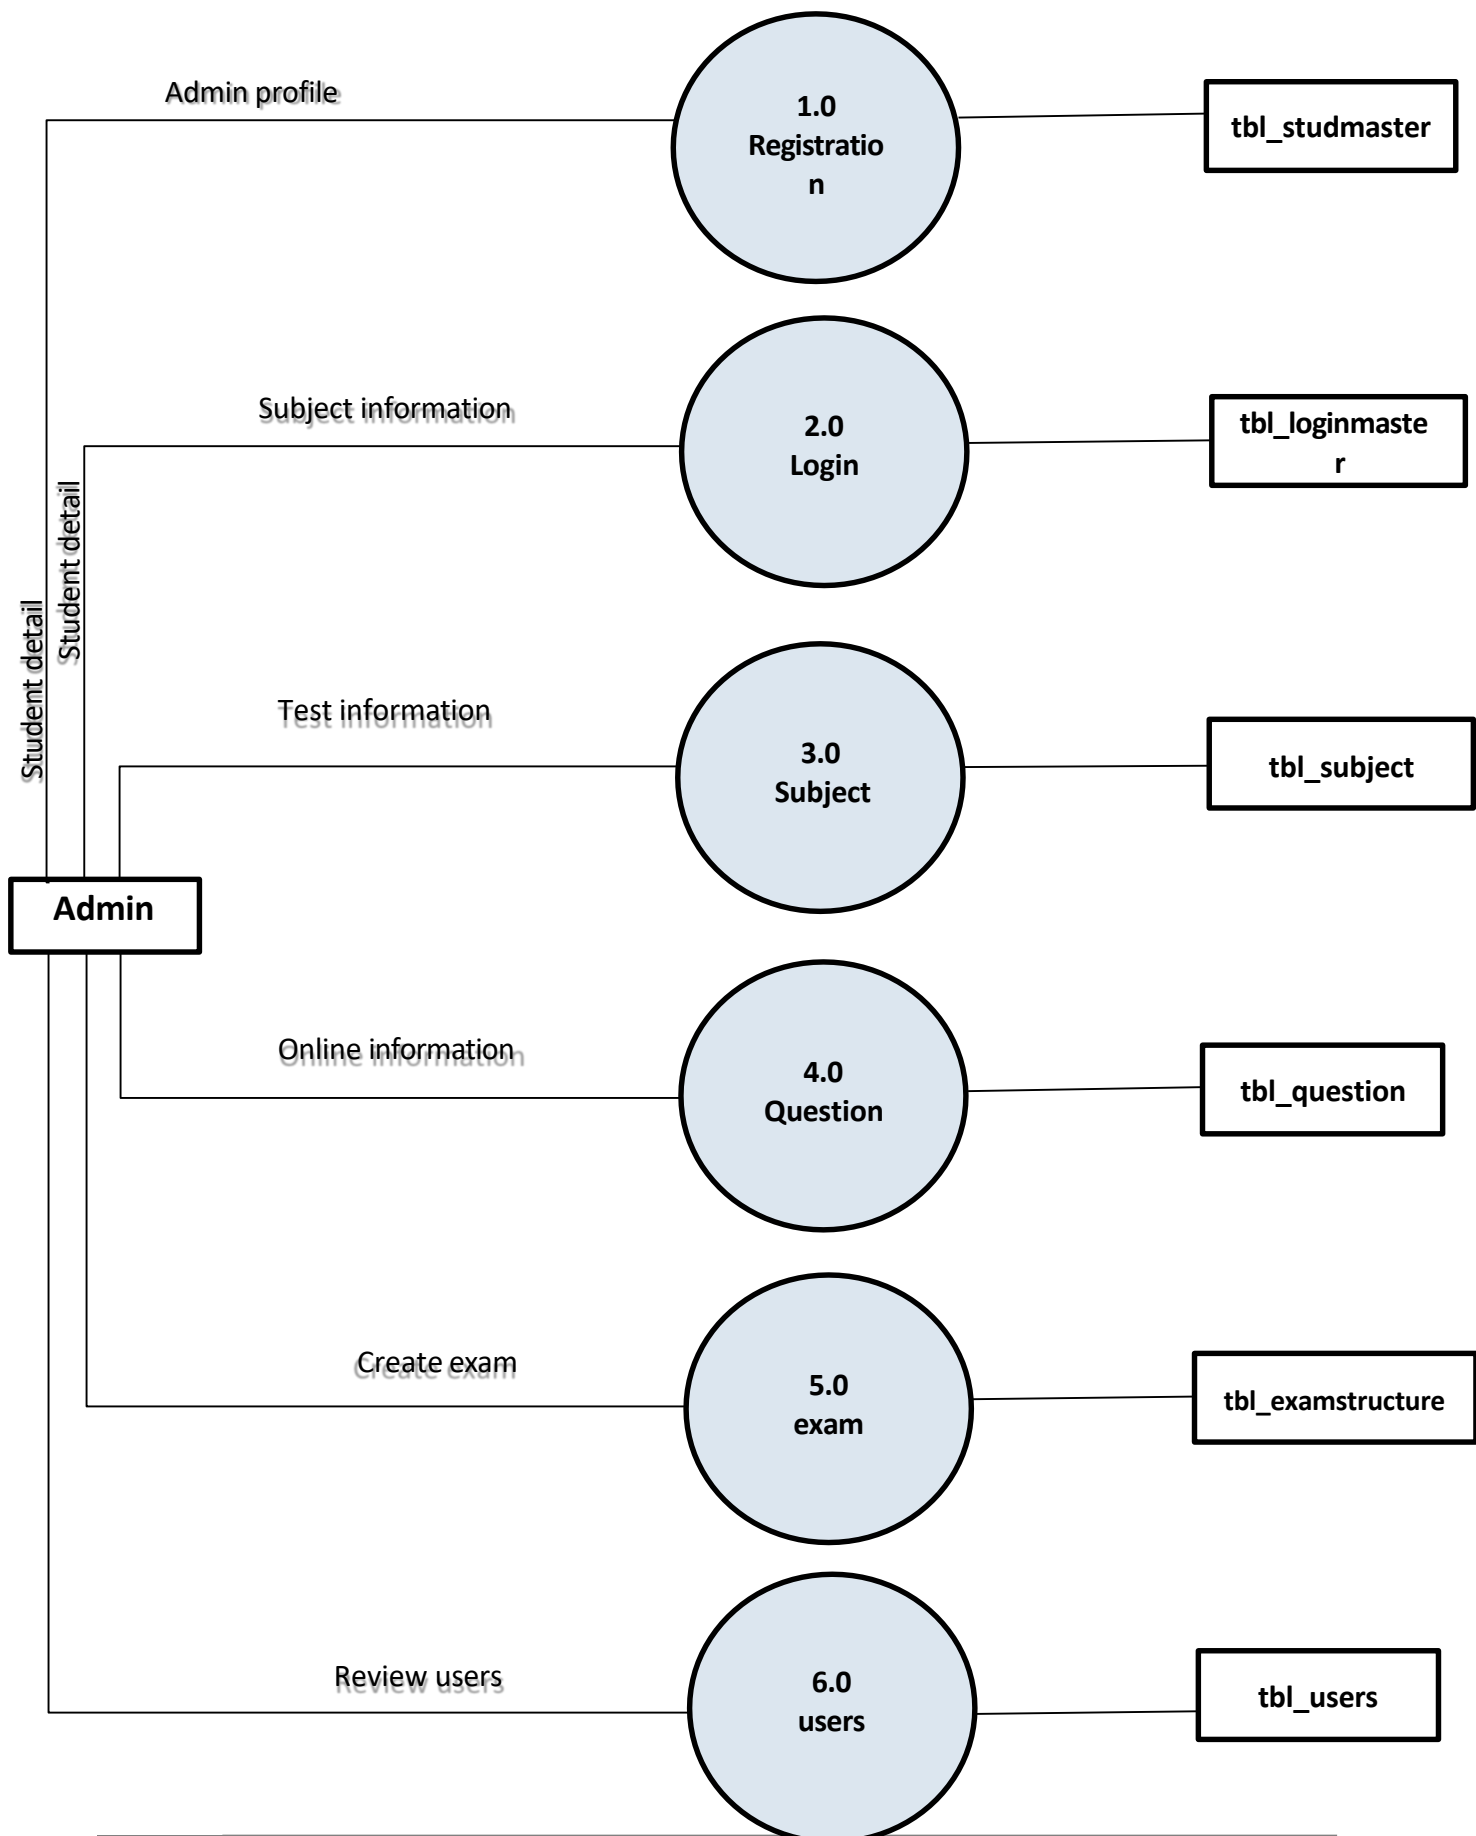 Admin profile
1.0
Registratio
n
tbl_studmaster
Subject information
2.0
Login
tbl_loginmaste
r
Student detail
Student detail
Test information
3.0
Subject
tbl_subject
Admin
Online information
4.0
Question
tbl_question
Create exam
5.0
exam
tbl_examstructure
Review users
6.0
users
tbl_users